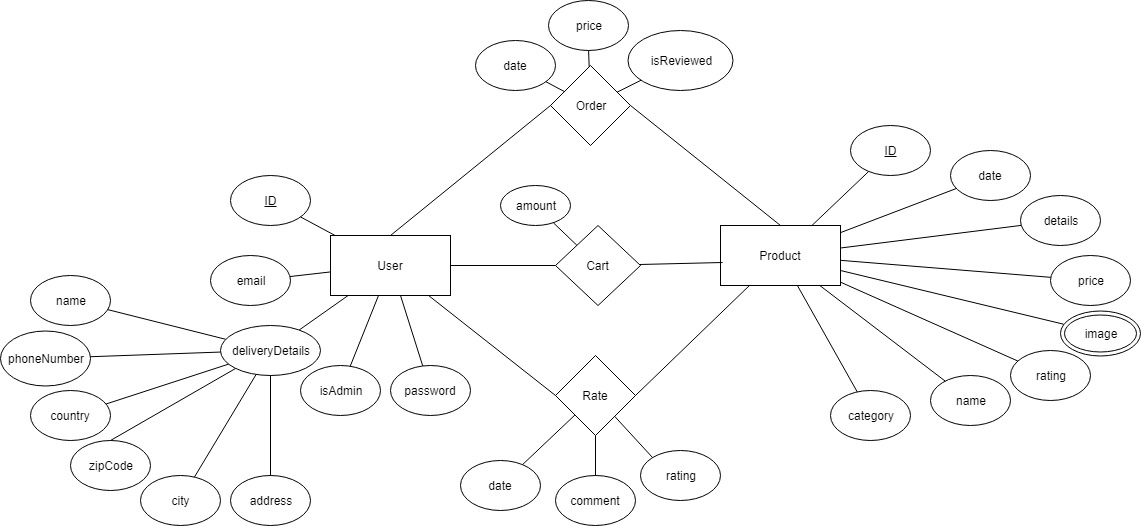 price
date
isReviewed
Order
ID
date
ID
amount
details
User
Cart
Product
email
price
name
image
phoneNumber
deliveryDetails
isAdmin
password
Rate
rating
country
category
name
zipCode
date
comment
rating
city
address